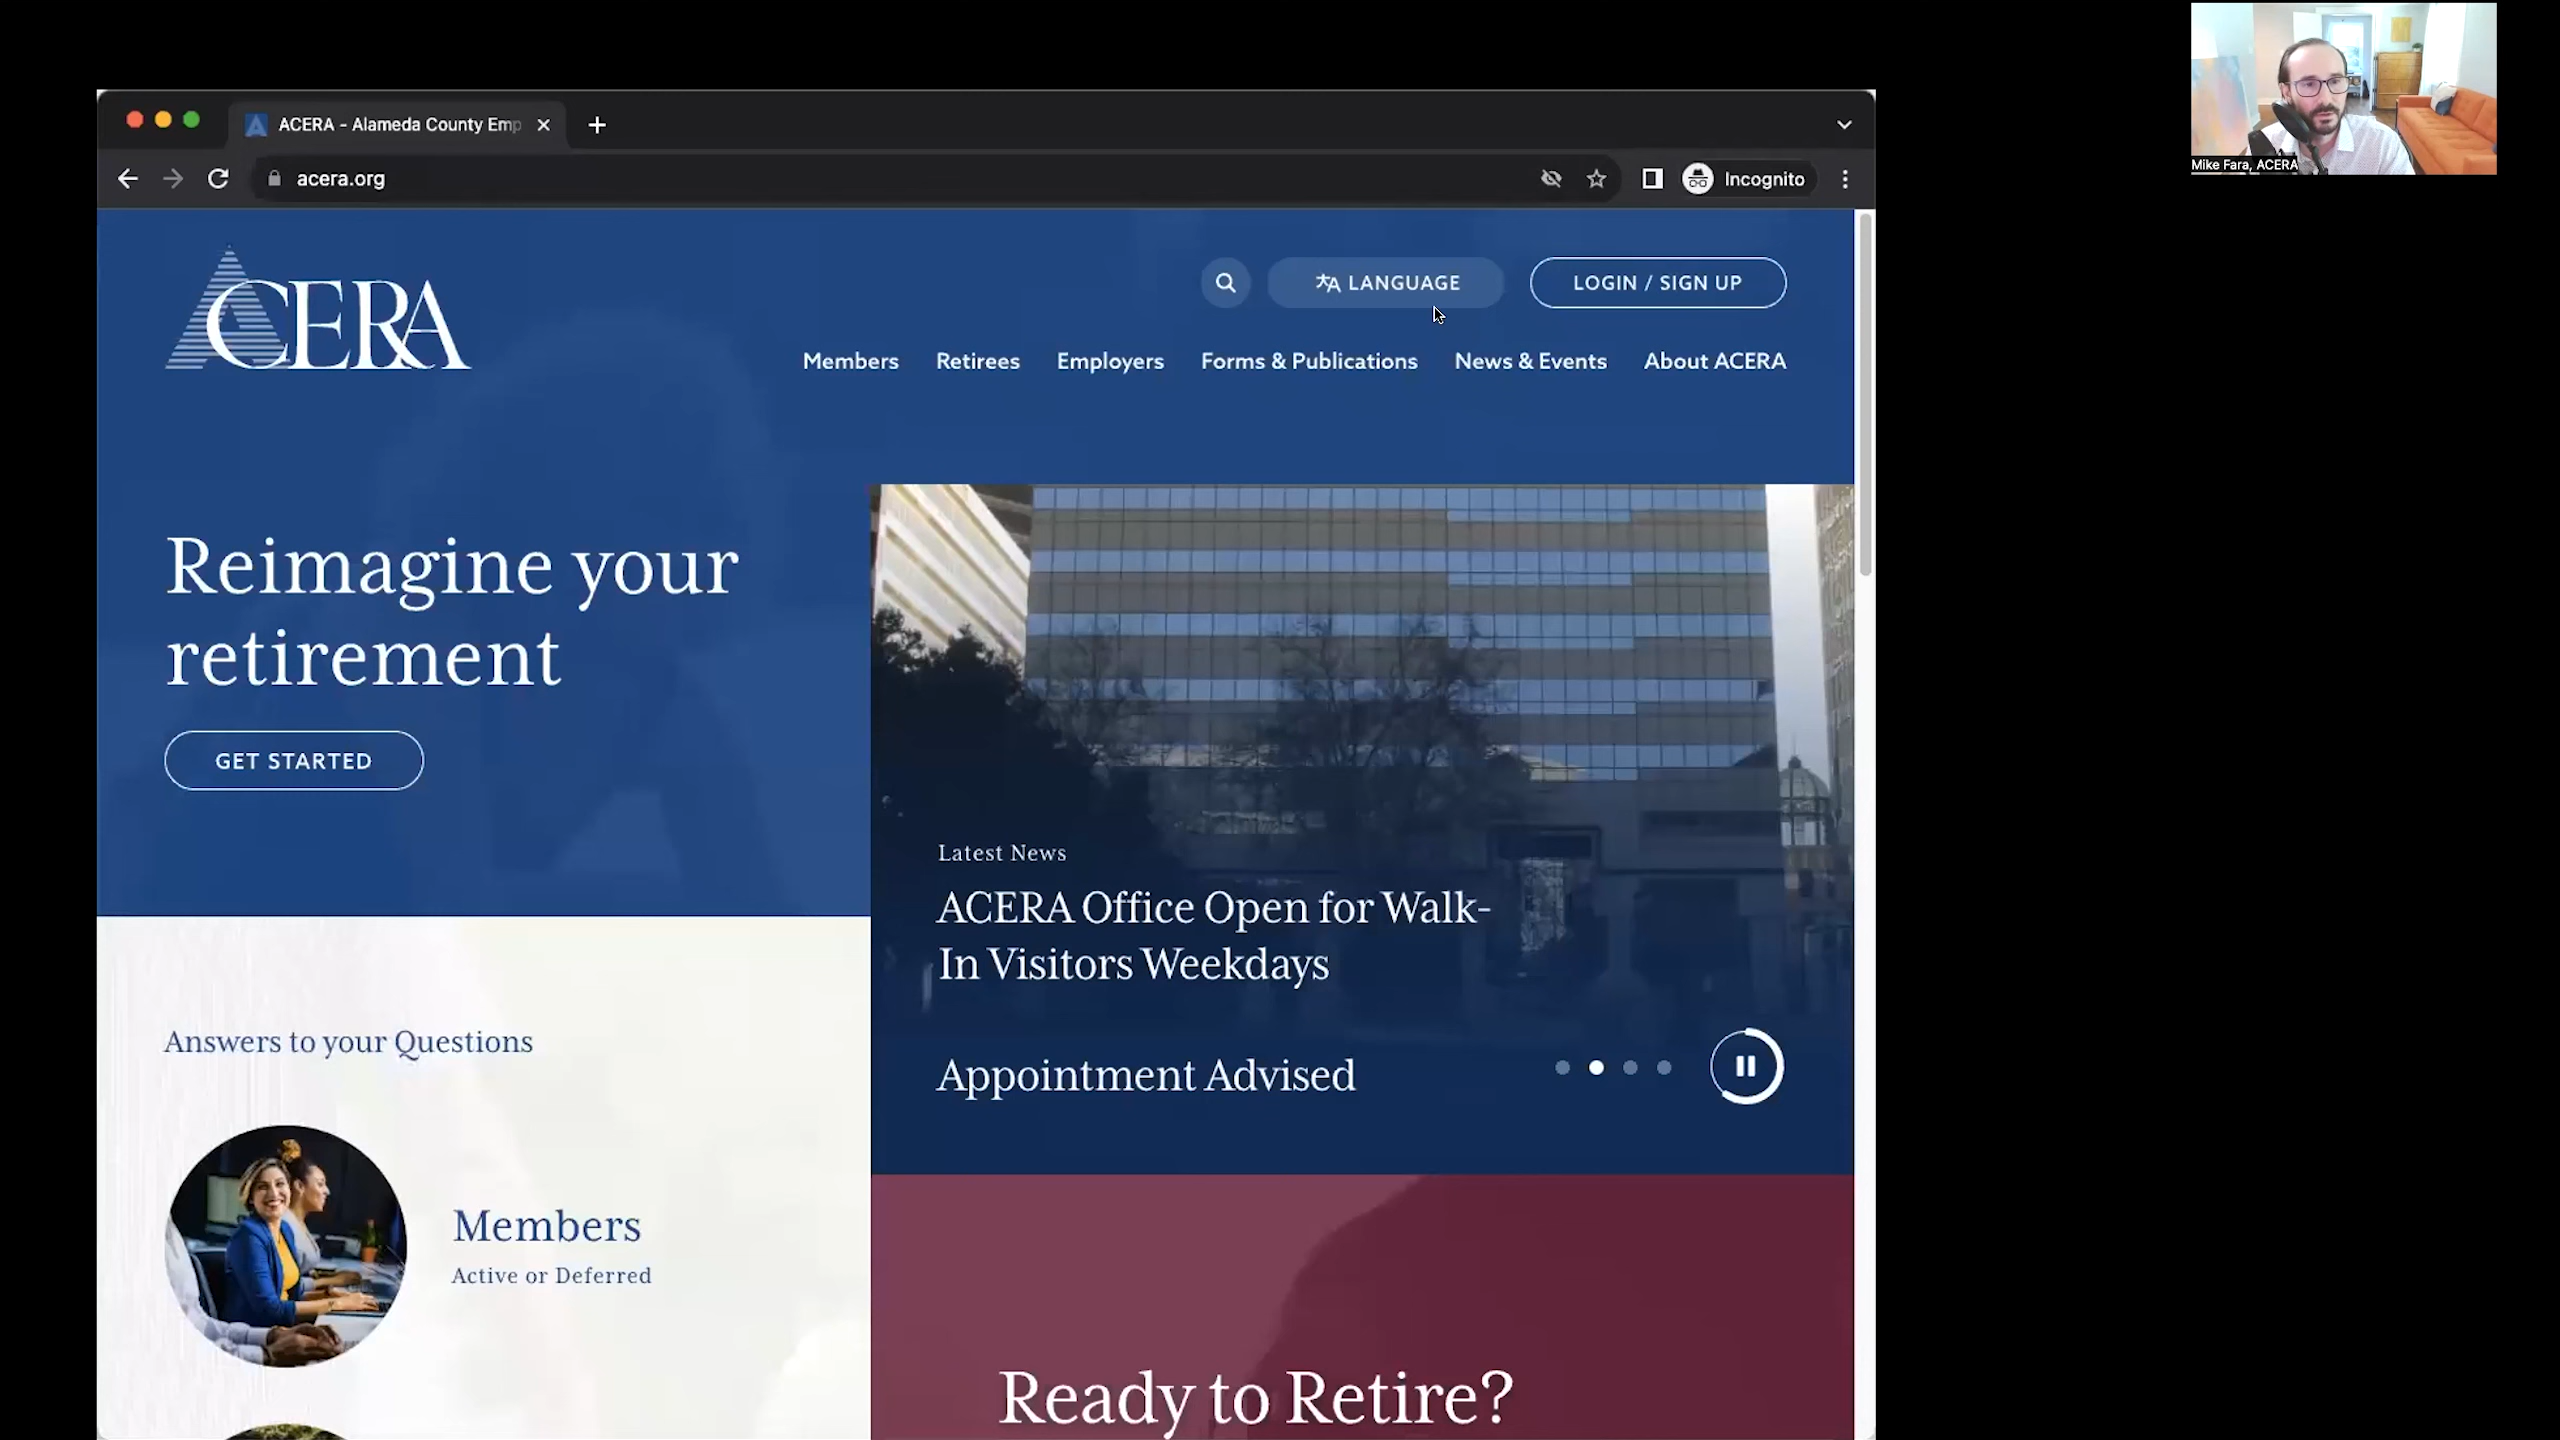 ACERA - Alameda County Emp
acera.org
Incognito
Mike Fara, ACERA
ACERA
LANGUAGE
LOGIN / SIGN UP
Members
Retirees
Employers
Forms & Publications
News & Events
About ACERA
Reimagine your
retirement
GET STARTED
Latest News
ACERA Office Open for Walk-
In Visitors Weekdays
Appointment Advised
Answers to your Questions
Members
Active or Deferred
Ready to Retire?